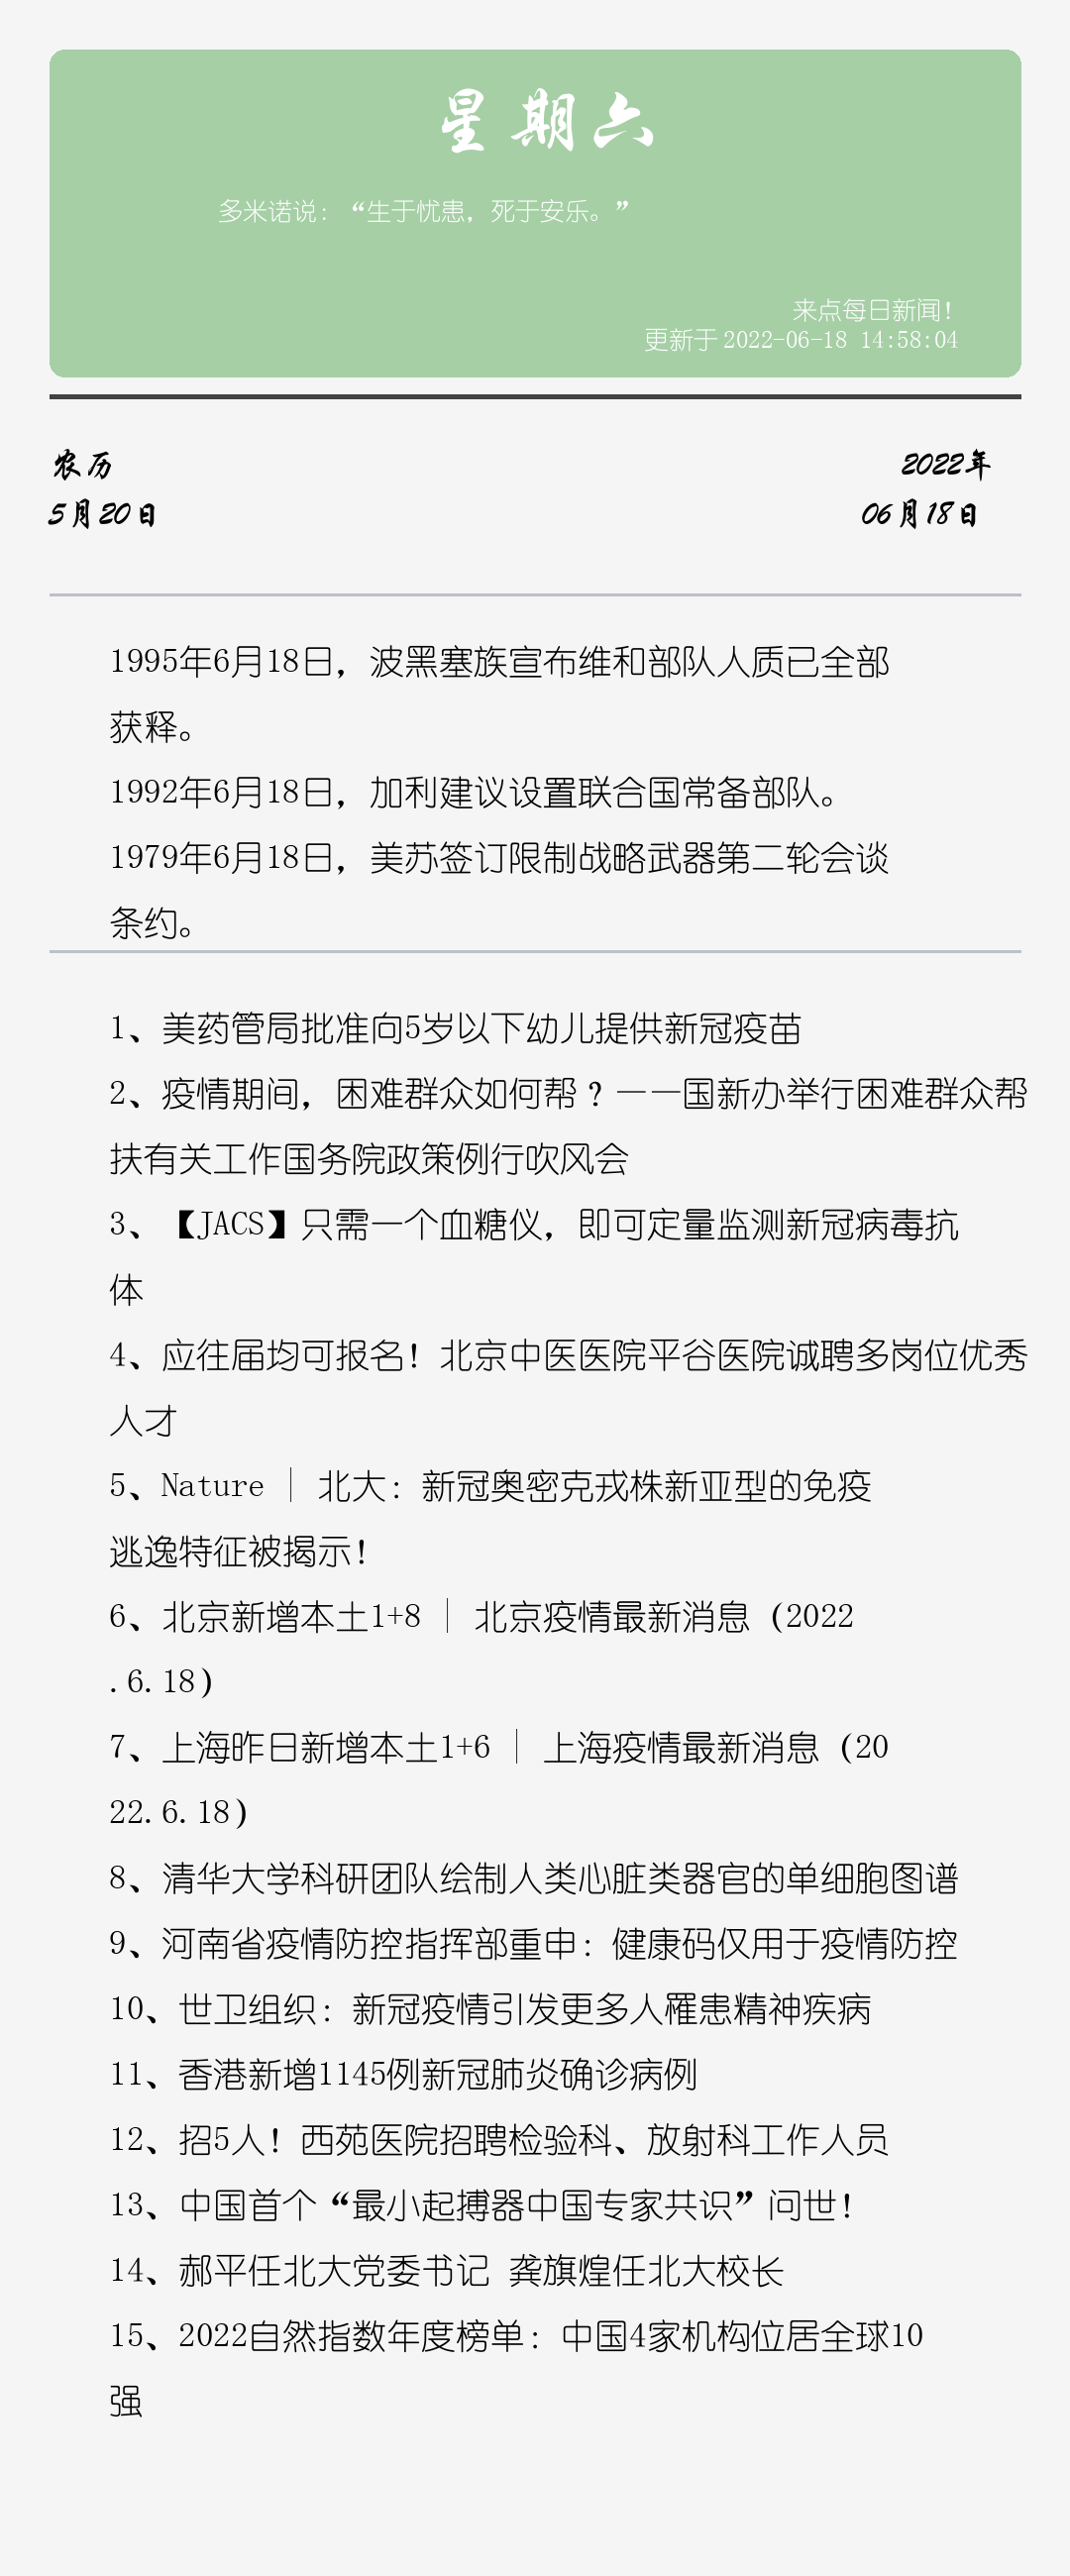 星期六
多米诺说：“生于忧患，死于安乐。”
来点每日新闻！
更新于 2022-06-18 14:58:04
农历
2022年
5月20日
06月18日
1995年6月18日，波黑塞族宣布维和部队人质已全部
获释。
1992年6月18日，加利建议设置联合国常备部队。
1979年6月18日，美苏签订限制战略武器第二轮会谈
条约。
1、美药管局批准向5岁以下幼儿提供新冠疫苗
2、疫情期间，困难群众如何帮？——国新办举行困难群众帮
扶有关工作国务院政策例行吹风会
3、【JACS】只需一个血糖仪，即可定量监测新冠病毒抗
体
4、应往届均可报名！北京中医医院平谷医院诚聘多岗位优秀
人才
5、Nature | 北大：新冠奥密克戎株新亚型的免疫
逃逸特征被揭示！
6、北京新增本土1+8 | 北京疫情最新消息（2022
.6.18）
7、上海昨日新增本土1+6 | 上海疫情最新消息（20
22.6.18）
8、清华大学科研团队绘制人类心脏类器官的单细胞图谱
9、河南省疫情防控指挥部重申：健康码仅用于疫情防控
10、世卫组织：新冠疫情引发更多人罹患精神疾病
11、香港新增1145例新冠肺炎确诊病例
12、招5人！西苑医院招聘检验科、放射科工作人员
13、中国首个“最小起搏器中国专家共识”问世！
14、郝平任北大党委书记 龚旗煌任北大校长
15、2022自然指数年度榜单：中国4家机构位居全球10
强